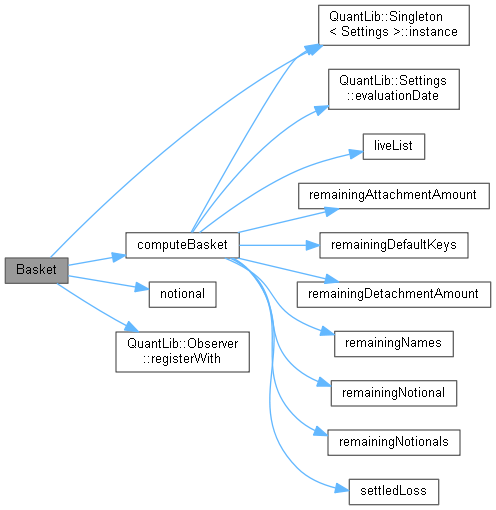 Basket
computeBasket
notional
QuantLib::Observer
::registerWith
QuantLib::Singleton
< Settings >::instance
QuantLib::Settings
::evaluationDate
liveList
remainingAttachmentAmount
remainingDefaultKeys
remainingDetachmentAmount
remainingNames
remainingNotional
remainingNotionals
settledLoss